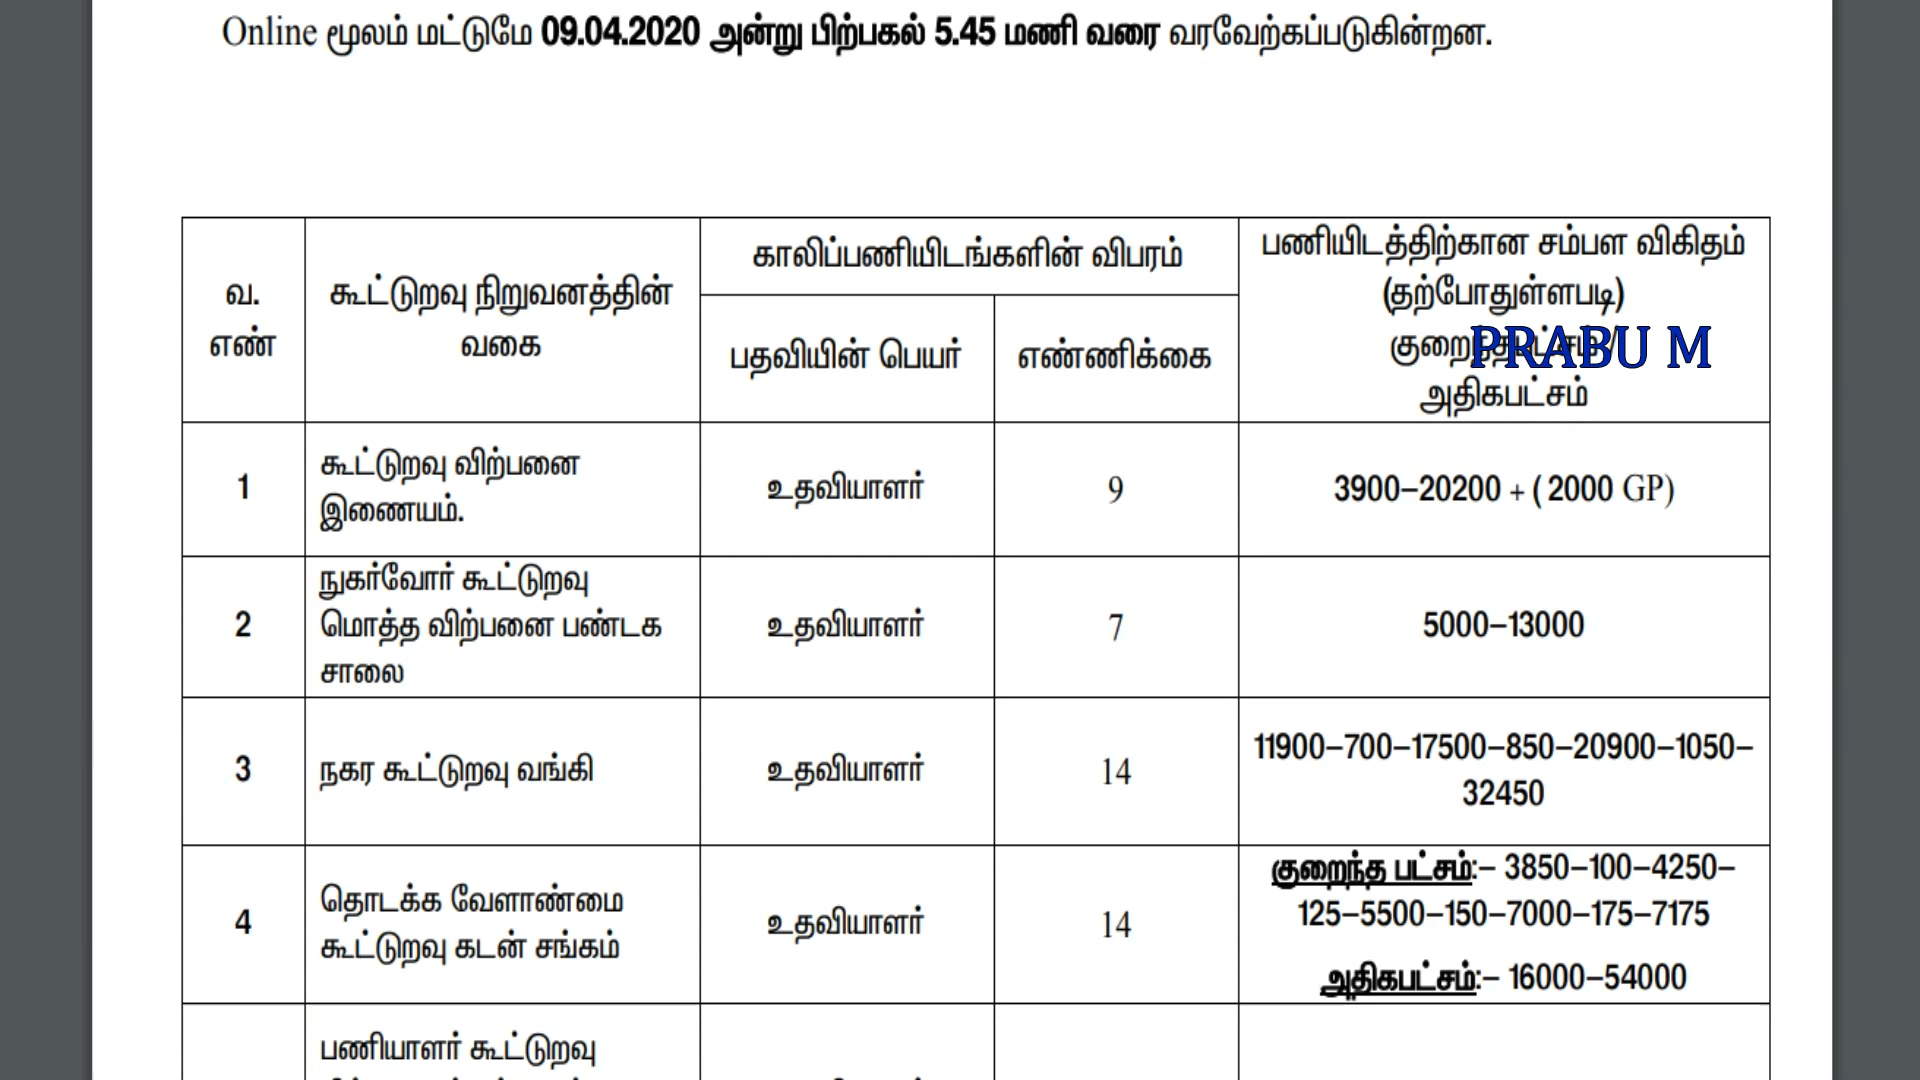 Online மூலம் மட்டுமே 09.04.2020 அன்று பிற்பகல் 5.45 மணி வரை வரவேற்கப்படுகின்றன.
வ.
எண்
கூட்டுறவு நிறுவனத்தின்
வகை
காலிப்பணியிடங்களின் விபரம்
பதவியின் பெயர்
எண்ணிக்கை
பணியிடத்திற்கான சம்பள விகிதம்
(தற்போதுள்ளபடி)
குறைந்தபட்சம் /
அதிகபட்சம்
PRABU M
1
கூட்டுறவு விற்பனை
இணையம்.
உதவியாளர்
9
3900–20200 + ( 2000 GP)
2
நுகர்வோர் கூட்டுறவு
மொத்த விற்பனை பண்டக
சாலை
உதவியாளர்
7
5000–13000
3
நகர கூட்டுறவு வங்கி
உதவியாளர்
14
11900–700–17500–850–20900–1050–
32450
4
தொடக்க வேளாண்மை
கூட்டுறவு கடன் சங்கம்
உதவியாளர்
14
குறைந்த பட்சம்:– 3850–100–4250–
125–5500–150–7000–175–7175
அதிகபட்சம்:– 16000–54000
பணியாளர் கூட்டுறவு